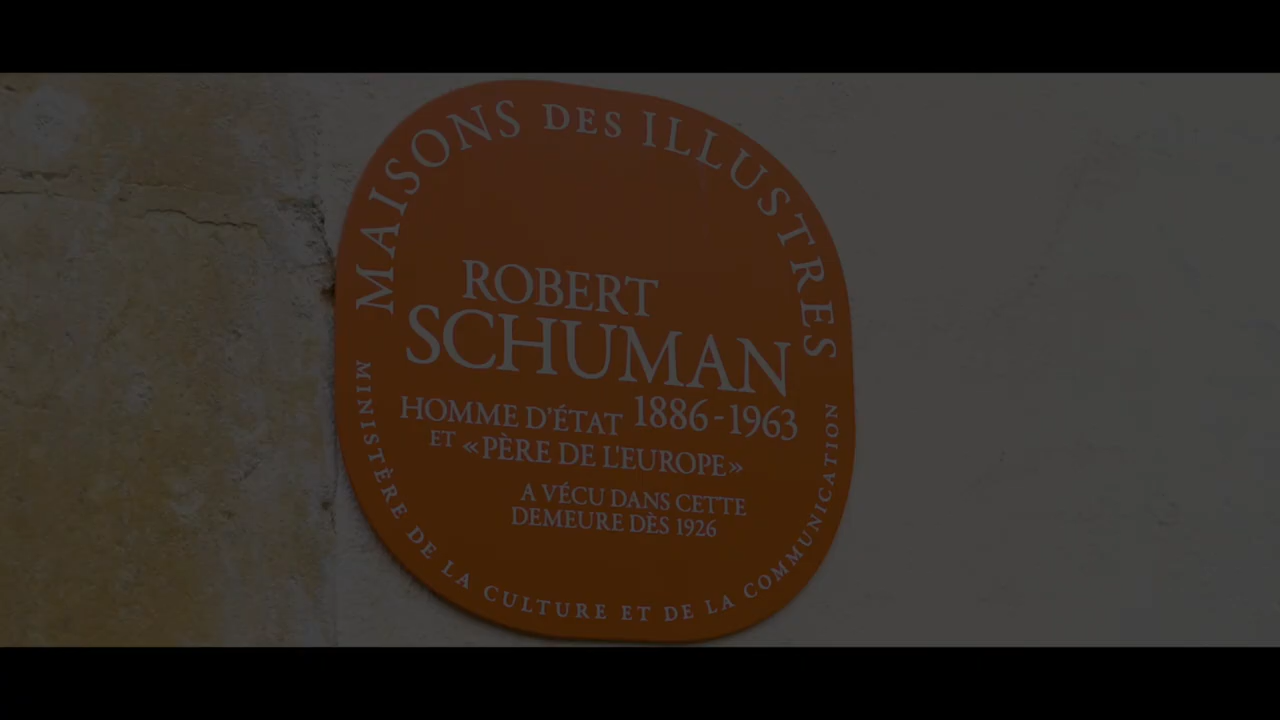 MAISONS DES ILLUSTRES
ROBERT
SCHUMAN
HOMME D'ÉTAT 1886-1963
ET «PÈRE DE L'EUROPE»
A VÉCU DANS CETTE
DEMEURE DÈS 1926
MINISTÈRE DE LA CULTURE ET DE LA COMMUNICATION